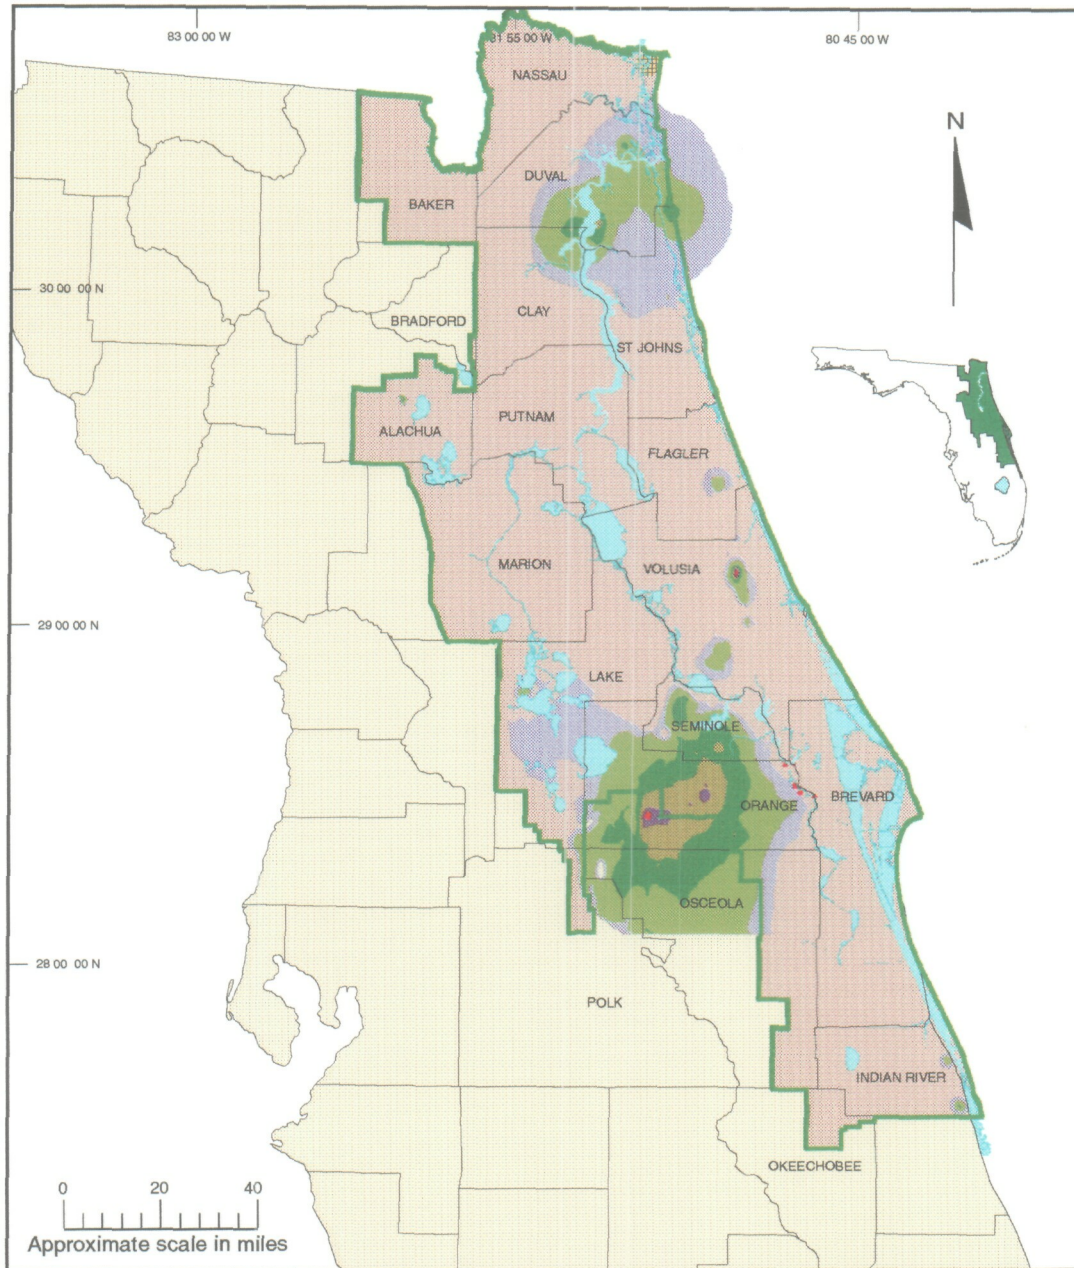 83 00 00 W
81 55 00 W
80 45 00 W
NASSAU
N
DUVAL
BAKER
30 00 00 N
CLAY
BRADFORD
ST JOHNS
PUTNAM
ALACHUA
FLAGLER
MARION
VOLUSIA
29 00 00 N
LAKE
SEMINOLE
ORANGE
BREVARD
OSCEOLA
28 00 00 N
POLK
INDIAN RIVER
OKEECHOBEE
0 20 40
Approximate scale in miles